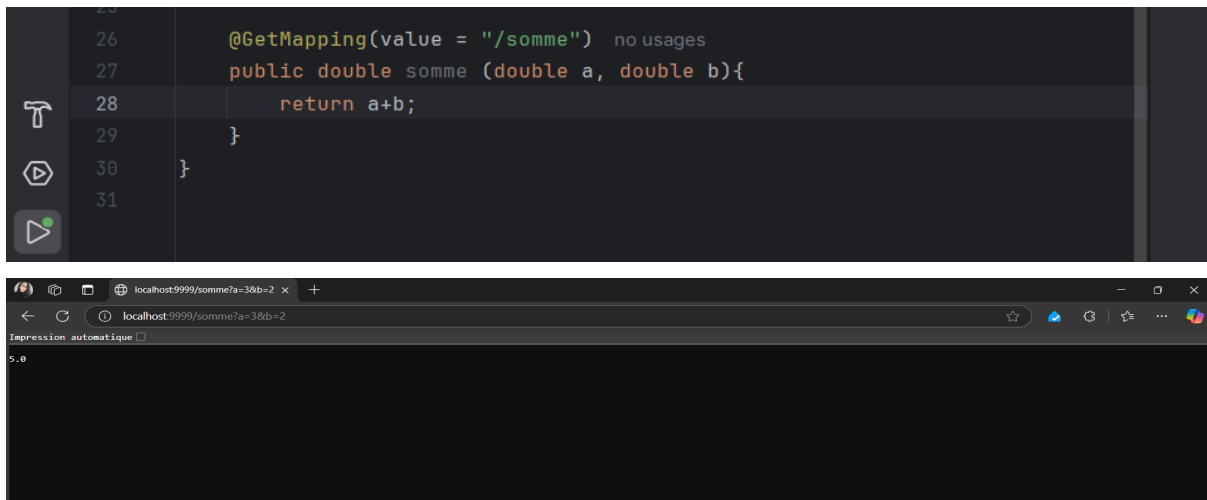 25
26 @GetMapping(value = "/somme") no usages
27 public double somme (double a, double b){
28 return a+b;
29 }
30 }
31
localhost:9999/somme?a=3&b=2
localhost:9999/somme?a=3&b=2
Impression automatique
5.0